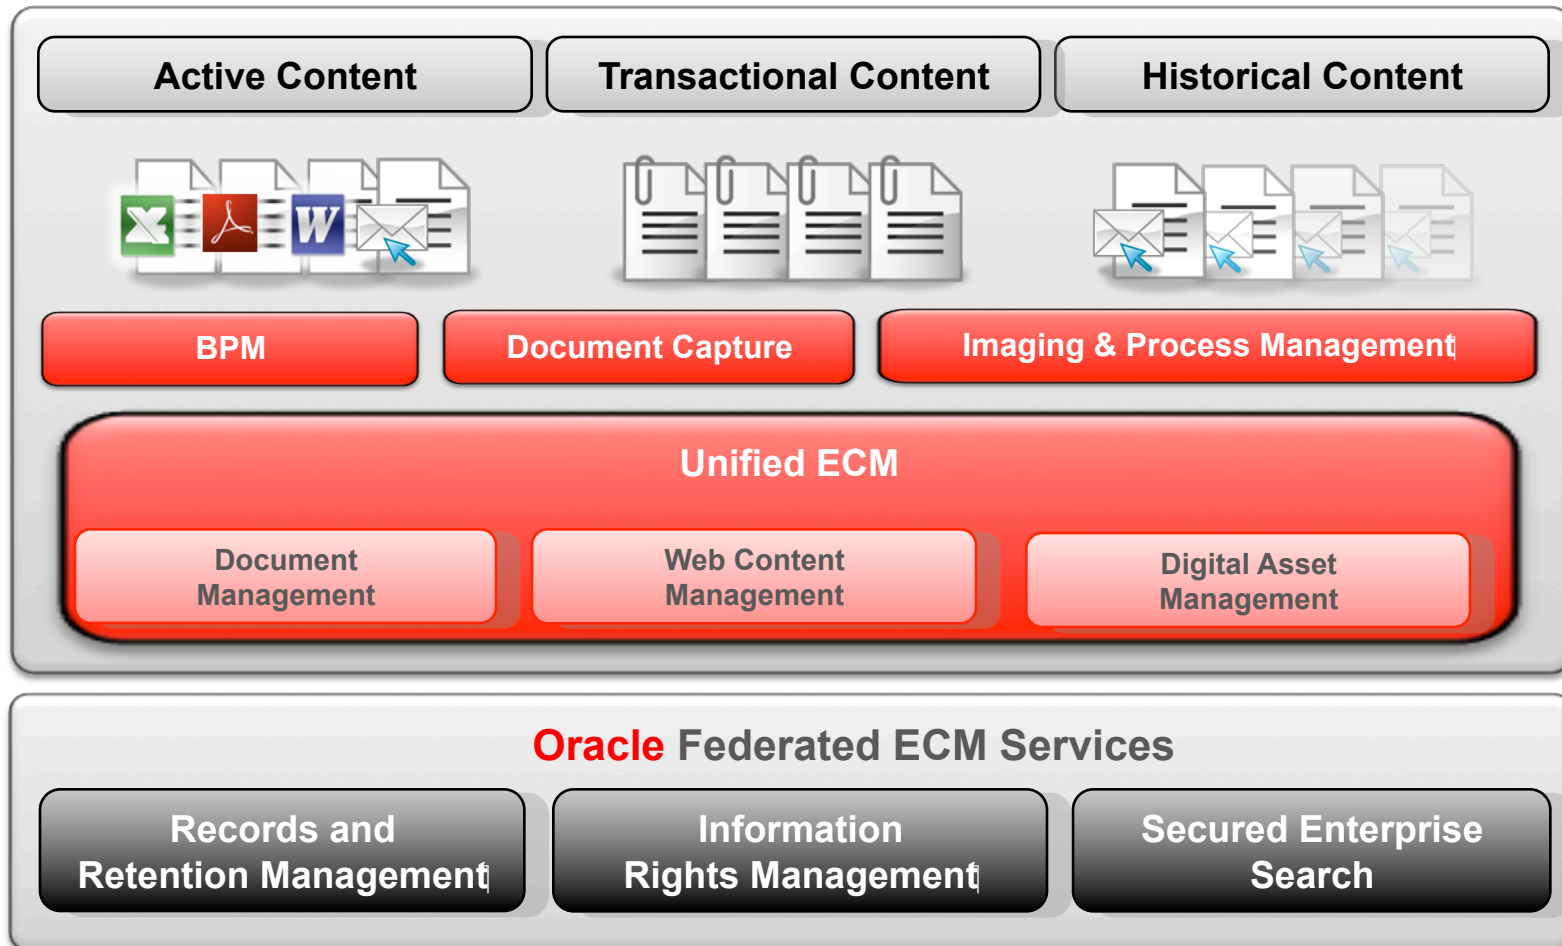 Active Content
Transactional Content
Historical Content
X
W
BPM
Document Capture
Imaging & Process Management
Unified ECM
Document
Management
Web Content
Management
Digital Asset
Management
Oracle Federated ECM Services
Records and
Retention Management
Information
Rights Management
Secured Enterprise
Search